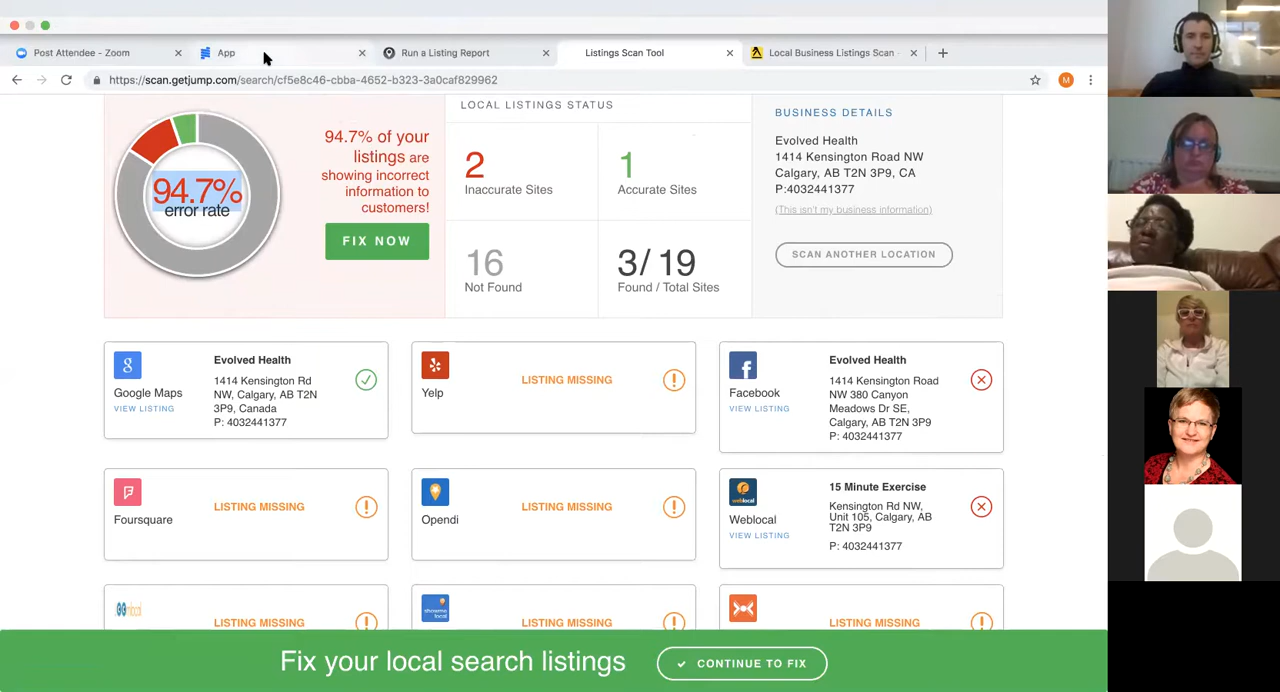 Post Attendee - Zoom
App
Run a Listing Report
Listings Scan Tool
Local Business Listings Scan
https://scan.getjump.com/search/cf5e8c46-cbba-4652-b323-3a0caf829962
M
94.7%
error rate
94.7% of your
listings are
showing incorrect
information to
customers!
FIX NOW
LOCAL LISTINGS STATUS
2
Inaccurate Sites
1
Accurate Sites
16
Not Found
3/ 19
Found / Total Sites
BUSINESS DETAILS
Evolved Health
1414 Kensington Road NW
Calgary, AB T2N 3P9, CA
P:4032441377
(This isn't my business information)
SCAN ANOTHER LOCATION
Google Maps
VIEW LISTING
Evolved Health
1414 Kensington Rd
NW, Calgary, AB T2N
3P9, Canada
P: 4032441377
Yelp
LISTING MISSING
Facebook
VIEW LISTING
Evolved Health
1414 Kensington Road
NW 380 Canyon
Meadows Dr SE,
Calgary, AB T2N 3P9
P: 4032441377
Foursquare
LISTING MISSING
Opendi
LISTING MISSING
Weblocal
VIEW LISTING
15 Minute Exercise
Kensington Rd NW,
Unit 105, Calgary, AB
T2N 3P9
P: 4032441377
LISTING MISSING
LISTING MISSING
LISTING MISSING
Fix your local search listings
CONTINUE TO FIX